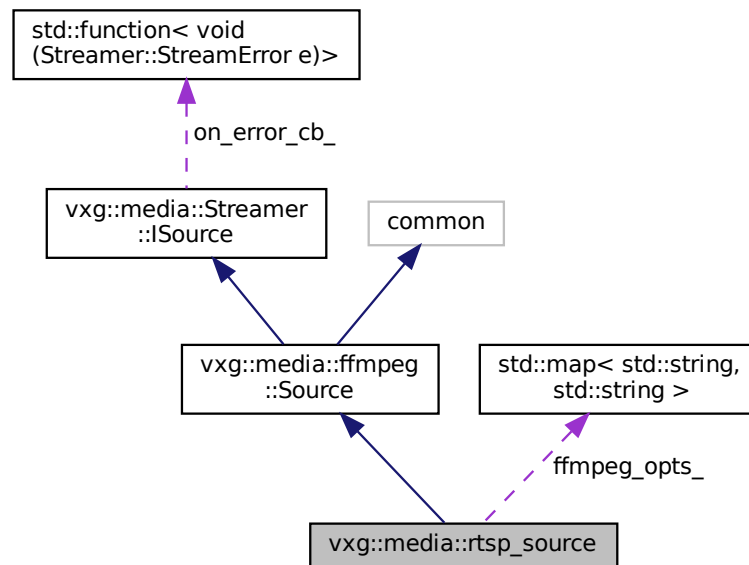 std::function< void
(Streamer::StreamError e)>
on_error_cb_
vxg::media::Streamer
::ISource
common
vxg::media::ffmpeg
::Source
std::map< std::string,
std::string >
ffmpeg_opts_
vxg::media::rtsp_source